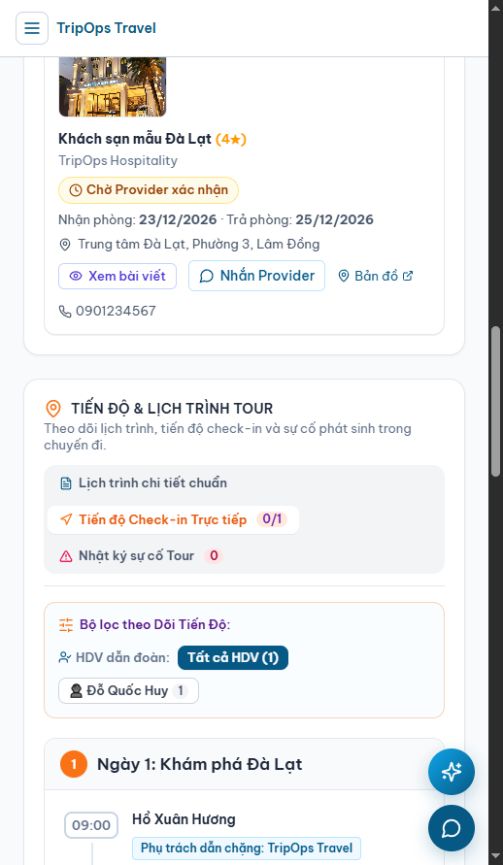 TripOps Travel
Khách sạn mẫu Đà Lạt (4★)
TripOps Hospitality
Chờ Provider xác nhận
Nhận phòng: 23/12/2026 · Trả phòng: 25/12/2026
Trung tâm Đà Lạt, Phường 3, Lâm Đồng
Xem bài viết Nhắn Provider Bản đồ
0901234567
TIẾN ĐỘ & LỊCH TRÌNH TOUR
Theo dõi lịch trình, tiến độ check-in và sự cố phát sinh trong
chuyến đi.
Lịch trình chi tiết chuẩn
Tiến độ Check-in Trực tiếp 0/1
Nhật ký sự cố Tour 0
Bộ lọc theo Dõi Tiến Độ:
HDV dẫn đoàn: Tất cả HDV (1)
Đỗ Quốc Huy 1
1 Ngày 1: Khám phá Đà Lạt
09:00 Hồ Xuân Hương
Phụ trách dẫn chặng: TripOps Travel